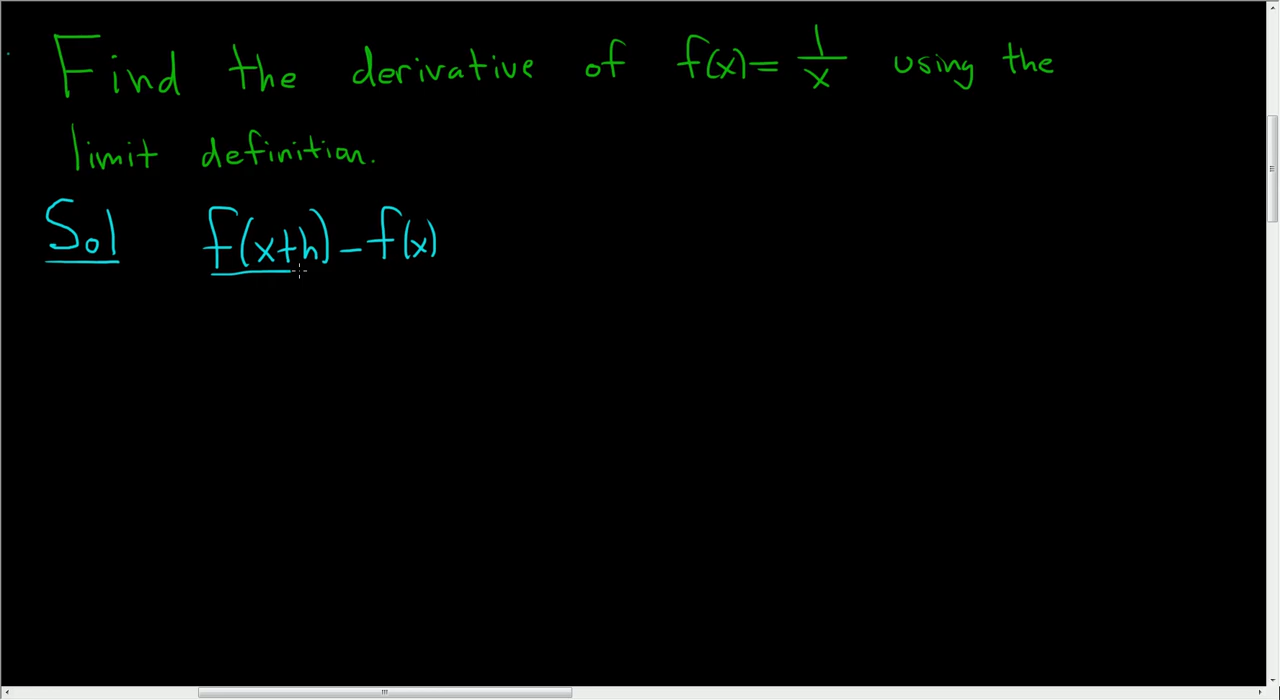 Find the derivative of f(x) = 1/x using the
limit definition.
Sol f(x+h) - f(x)